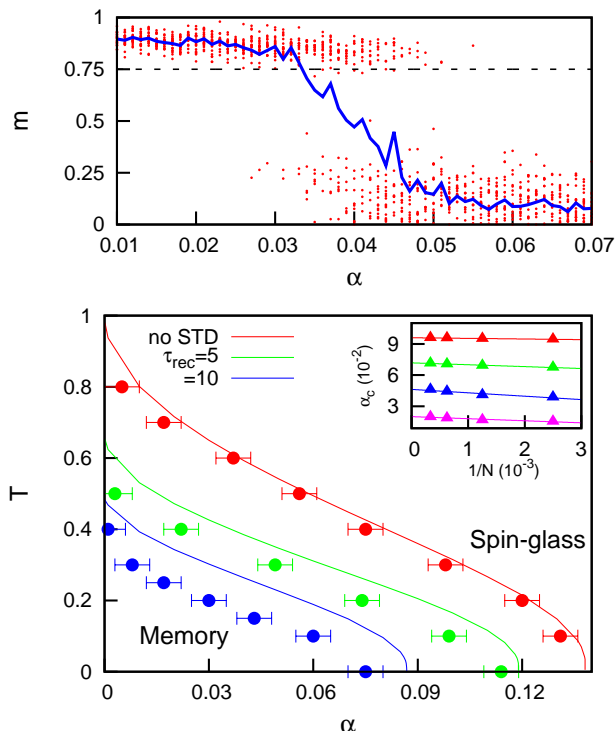 1
0.75
m
0.5
0.25
0
0.01 0.02 0.03 0.04 0.05 0.06 0.07
α
1
no STD
τrec=5
=10
αc (10-2)
9
6
3
0 1 2 3
1/N (10-3)
0.8
0.6
T
0.4
Spin-glass
0.2
Memory
0
0 0.03 0.06 0.09 0.12
α